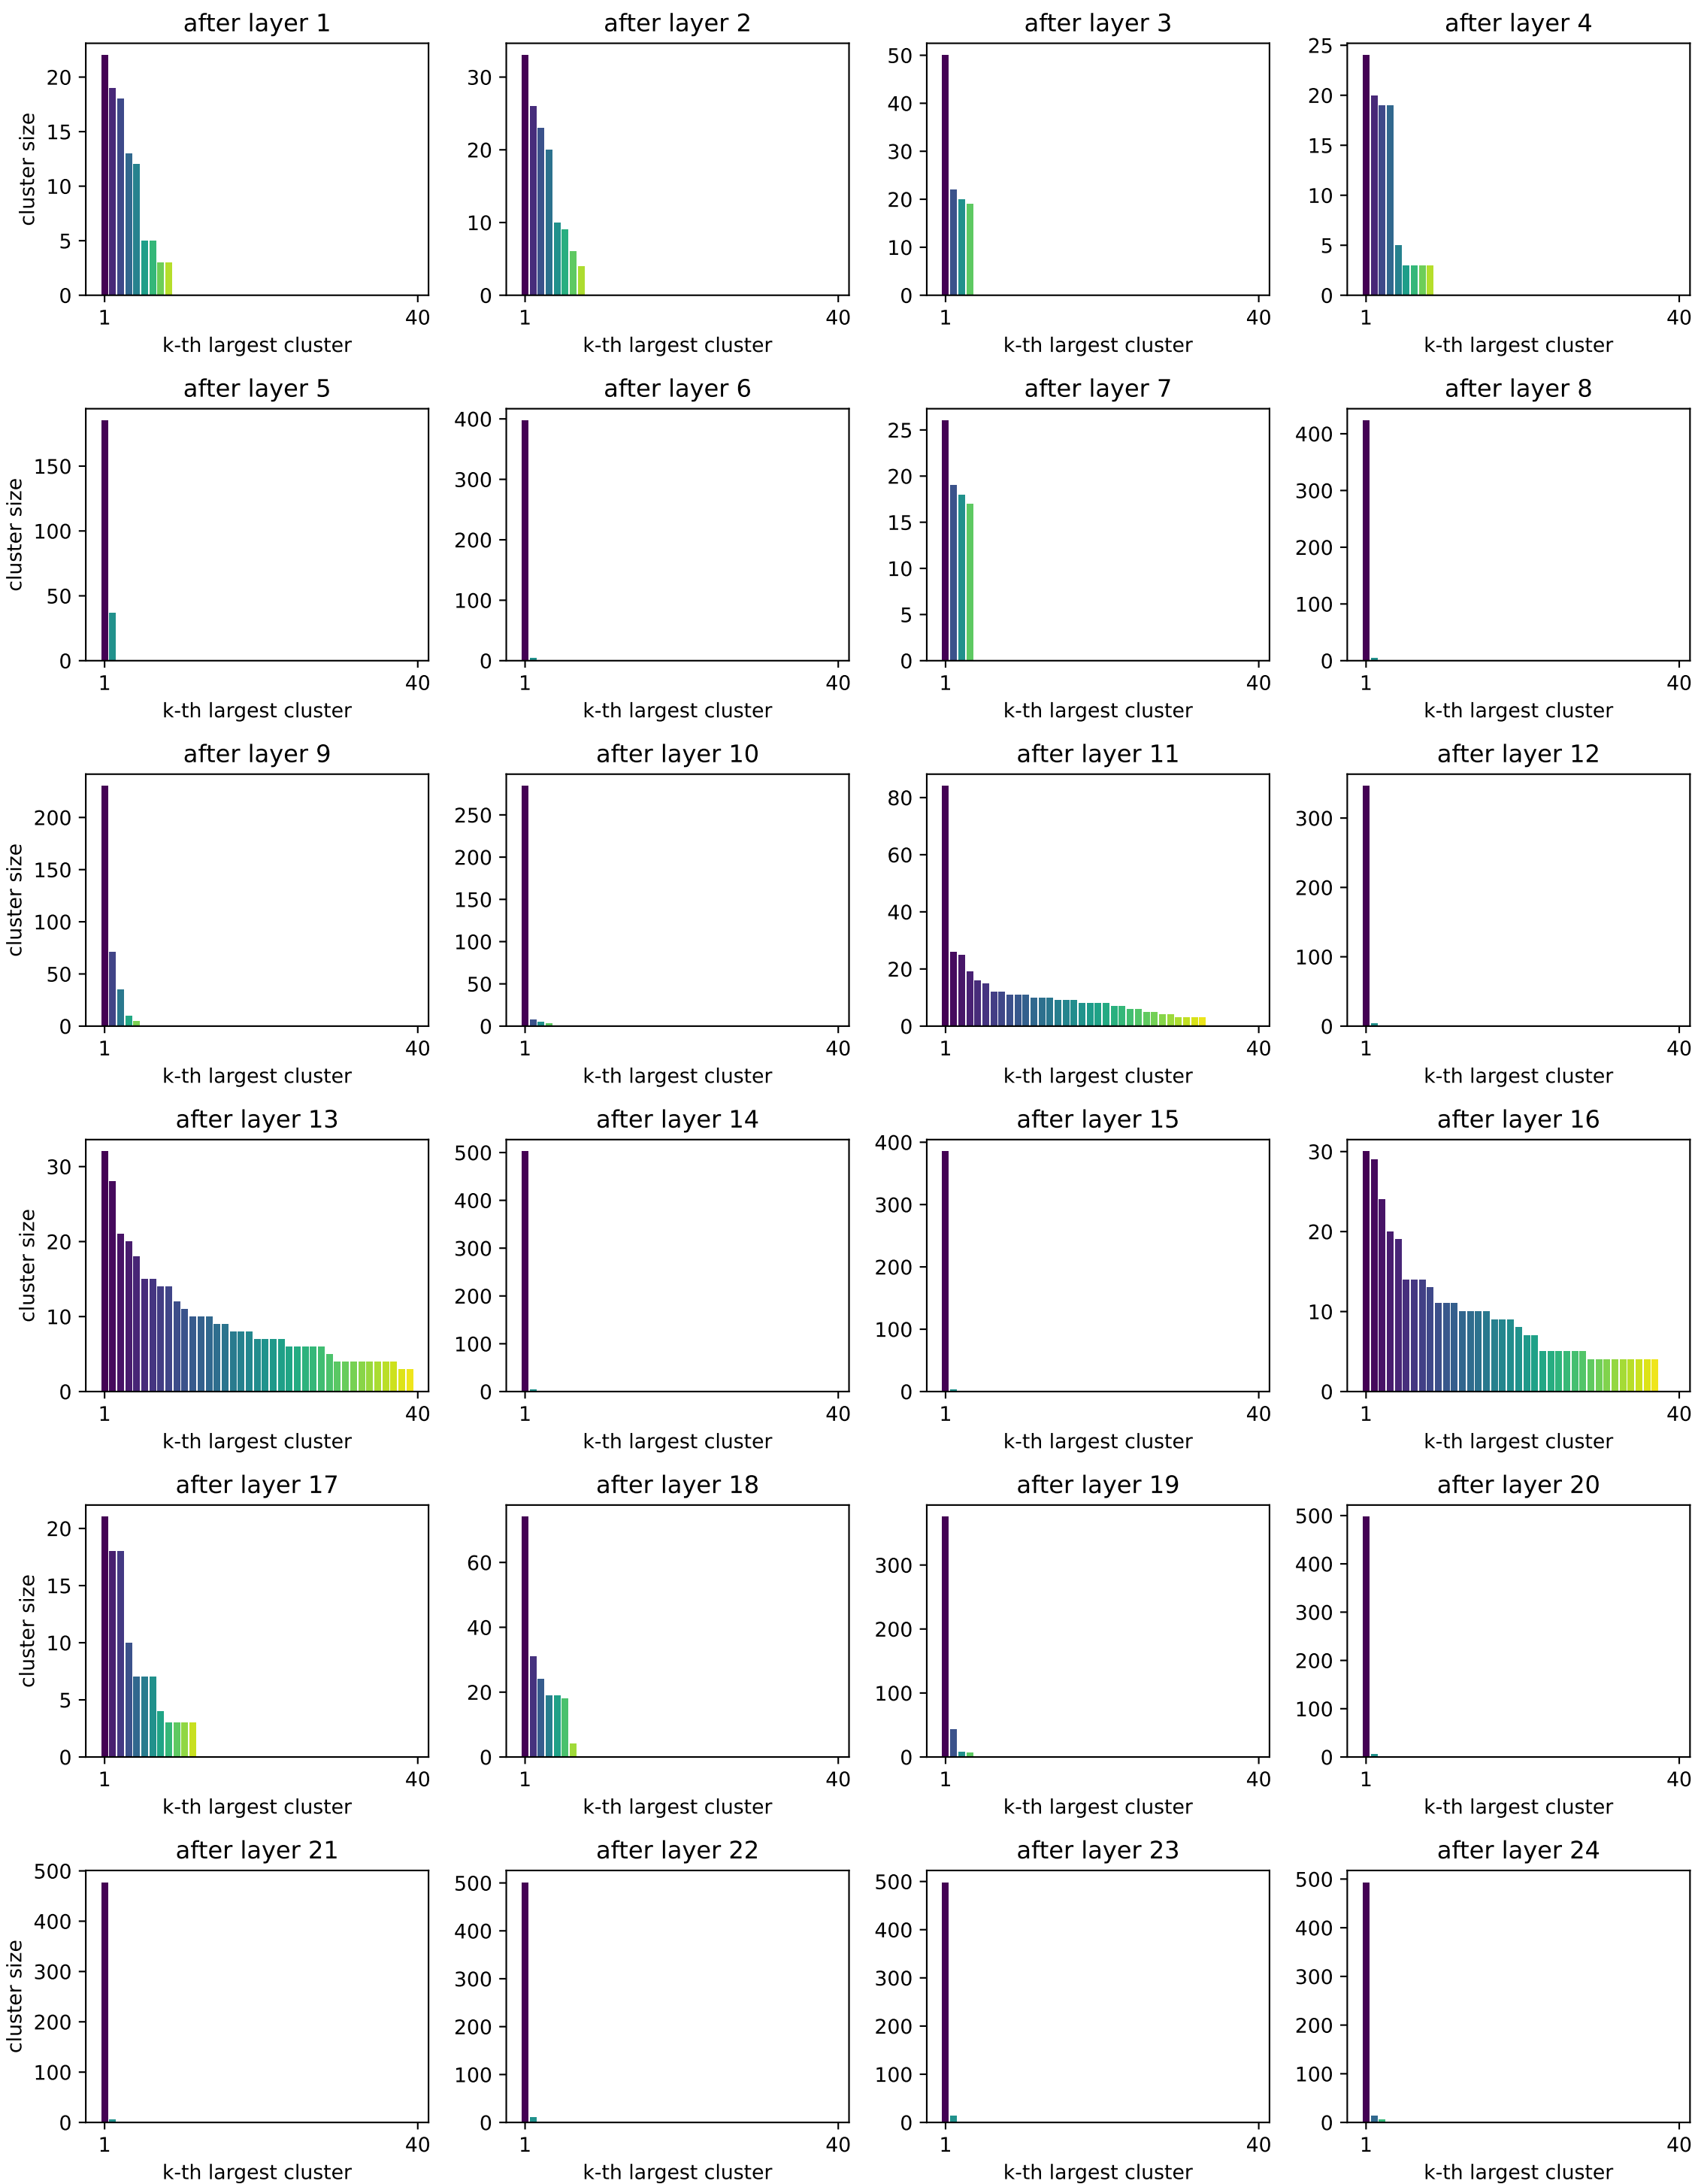 after layer 1
after layer 2
after layer 3
after layer 4
cluster size
20
15
10
5
0
30
20
10
0
50
40
30
20
10
0
25
20
15
10
5
0
1 40
1 40
1 40
1 40
k-th largest cluster
k-th largest cluster
k-th largest cluster
k-th largest cluster
after layer 5
after layer 6
after layer 7
after layer 8
cluster size
150
100
50
0
400
300
200
100
0
25
20
15
10
5
0
400
300
200
100
0
1 40
1 40
1 40
1 40
k-th largest cluster
k-th largest cluster
k-th largest cluster
k-th largest cluster
after layer 9
after layer 10
after layer 11
after layer 12
cluster size
200
150
100
50
0
250
200
150
100
50
0
80
60
40
20
0
300
200
100
0
1 40
1 40
1 40
1 40
k-th largest cluster
k-th largest cluster
k-th largest cluster
k-th largest cluster
after layer 13
after layer 14
after layer 15
after layer 16
cluster size
30
20
10
0
500
400
300
200
100
0
400
300
200
100
0
30
20
10
0
1 40
1 40
1 40
1 40
k-th largest cluster
k-th largest cluster
k-th largest cluster
k-th largest cluster
after layer 17
after layer 18
after layer 19
after layer 20
cluster size
20
15
10
5
0
60
40
20
0
300
200
100
0
500
400
300
200
100
0
1 40
1 40
1 40
1 40
k-th largest cluster
k-th largest cluster
k-th largest cluster
k-th largest cluster
after layer 21
after layer 22
after layer 23
after layer 24
cluster size
500
400
300
200
100
0
500
400
300
200
100
0
500
400
300
200
100
0
500
400
300
200
100
0
1 40
1 40
1 40
1 40
k-th largest cluster
k-th largest cluster
k-th largest cluster
k-th largest cluster